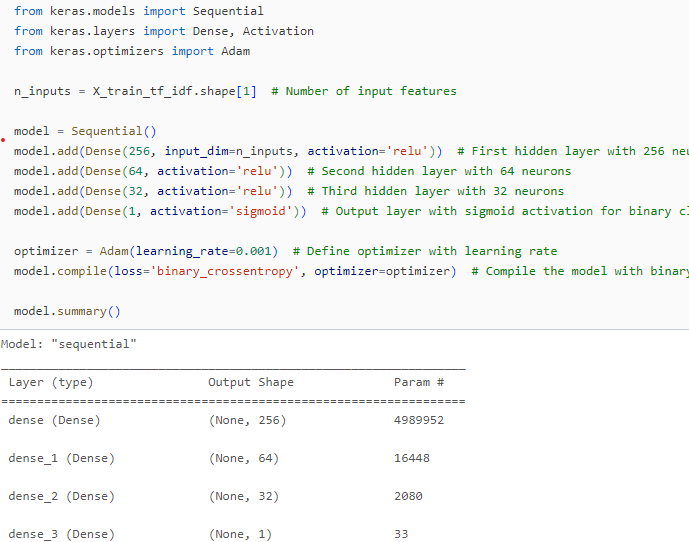 from keras.models import Sequential
from keras.layers import Dense, Activation
from keras.optimizers import Adam
n_inputs = X_train_tf_idf.shape[1]  # Number of input features
model = Sequential()
model.add(Dense(256, input_dim=n_inputs, activation='relu'))  # First hidden layer with 256 neu
model.add(Dense(64, activation='relu'))  # Second hidden layer with 64 neurons
model.add(Dense(32, activation='relu'))  # Third hidden layer with 32 neurons
model.add(Dense(1, activation='sigmoid'))  # Output layer with sigmoid activation for binary cl
optimizer = Adam(learning_rate=0.001)  # Define optimizer with learning rate
model.compile(loss='binary_crossentropy', optimizer=optimizer)  # Compile the model with binary
model.summary()
Model: "sequential"
_________________________________________________________________
Layer (type)                Output Shape              Param #
=================================================================
dense (Dense)               (None, 256)               4989952
dense_1 (Dense)             (None, 64)                16448
dense_2 (Dense)             (None, 32)                2080
dense_3 (Dense)             (None, 1)                 33